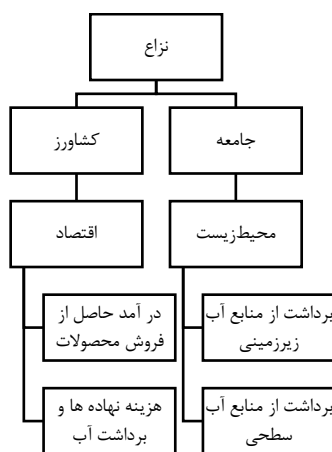 نزاع
جامعه
کشاورز
محیط‌زیست
اقتصاد
برداشت از منابع آب
زیرزمینی
در آمد حاصل از
فروش محصولات
برداشت از منابع آب
سطحی
هزینه نهاده ها و
برداشت آب